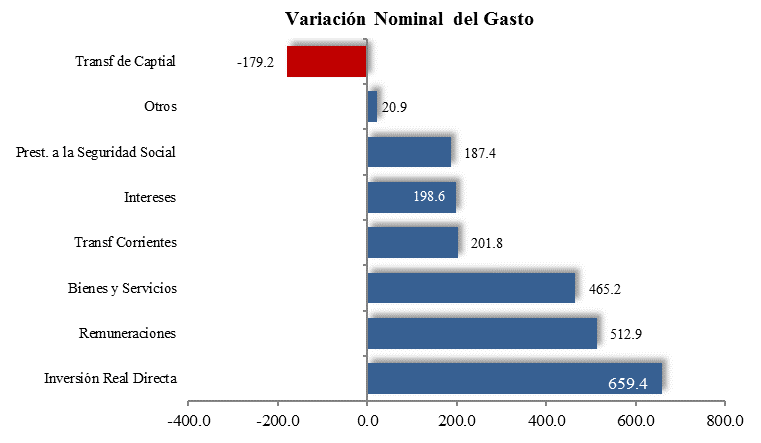 Variación Nominal del Gasto
Transf de Captial -179.2
Otros 20.9
Prest. a la Seguridad Social 187.4
Intereses 198.6
Transf Corrientes 201.8
Bienes y Servicios 465.2
Remuneraciones 512.9
Inversión Real Directa 659.4
-400.0 -200.0 0.0 200.0 400.0 600.0 800.0